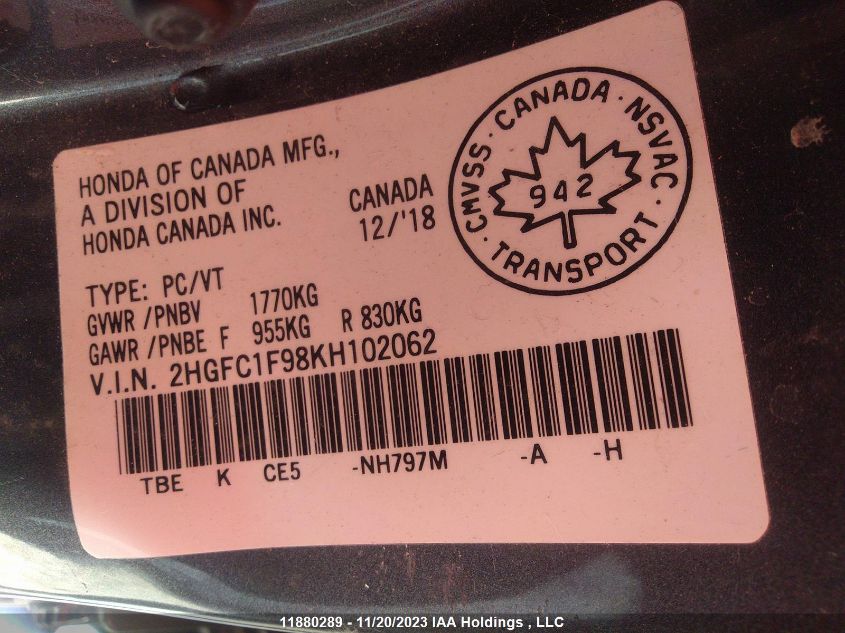 HONDA OF CANADA MFG.,
A DIVISION OF
HONDA CANADA INC.
CANADA
12/'18
CMVSS · CANADA · NSVAC · TRANSPORT ·
942
TYPE: PC/VT
GVWR /PNBV 1770KG
GAWR /PNBE F 955KG R 830KG
V.I.N. 2HGFC1F98KH102062
TBE K CE5 -NH797M -A -H
11880289 - 11/20/2023 IAA Holdings , LLC